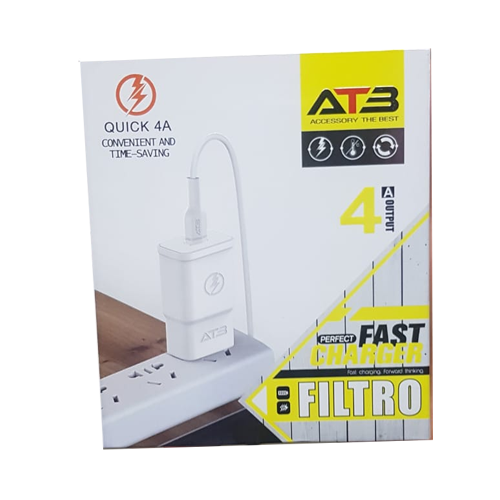 QUICK 4A
CONVENIENT AND
TIME-SAVING
ATB
ACCESSORY THE BEST
4A OUTPUT
ATB
PERFECT FAST
CHARGER
Fast charging. Forward thinking.
FILTRO